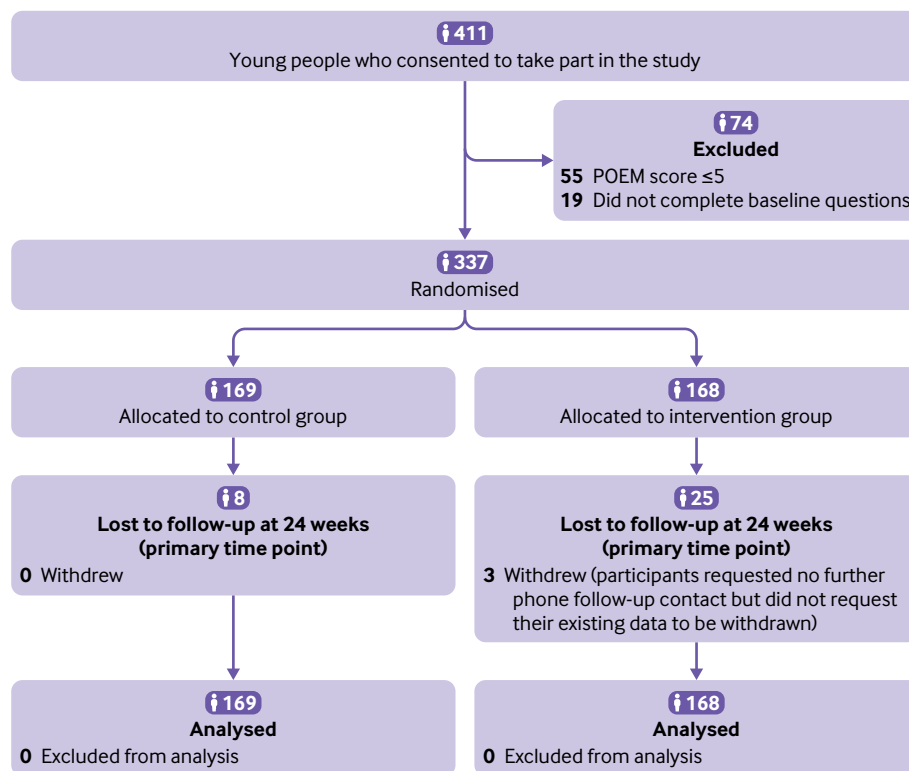 411
Young people who consented to take part in the study
74
Excluded
55 POEM score ≤5
19 Did not complete baseline questions
337
Randomised
169
Allocated to control group
168
Allocated to intervention group
8
Lost to follow-up at 24 weeks
(primary time point)
0 Withdrew
25
Lost to follow-up at 24 weeks
(primary time point)
3 Withdrew (participants requested no further
phone follow-up contact but did not request
their existing data to be withdrawn)
169
Analysed
0 Excluded from analysis
168
Analysed
0 Excluded from analysis